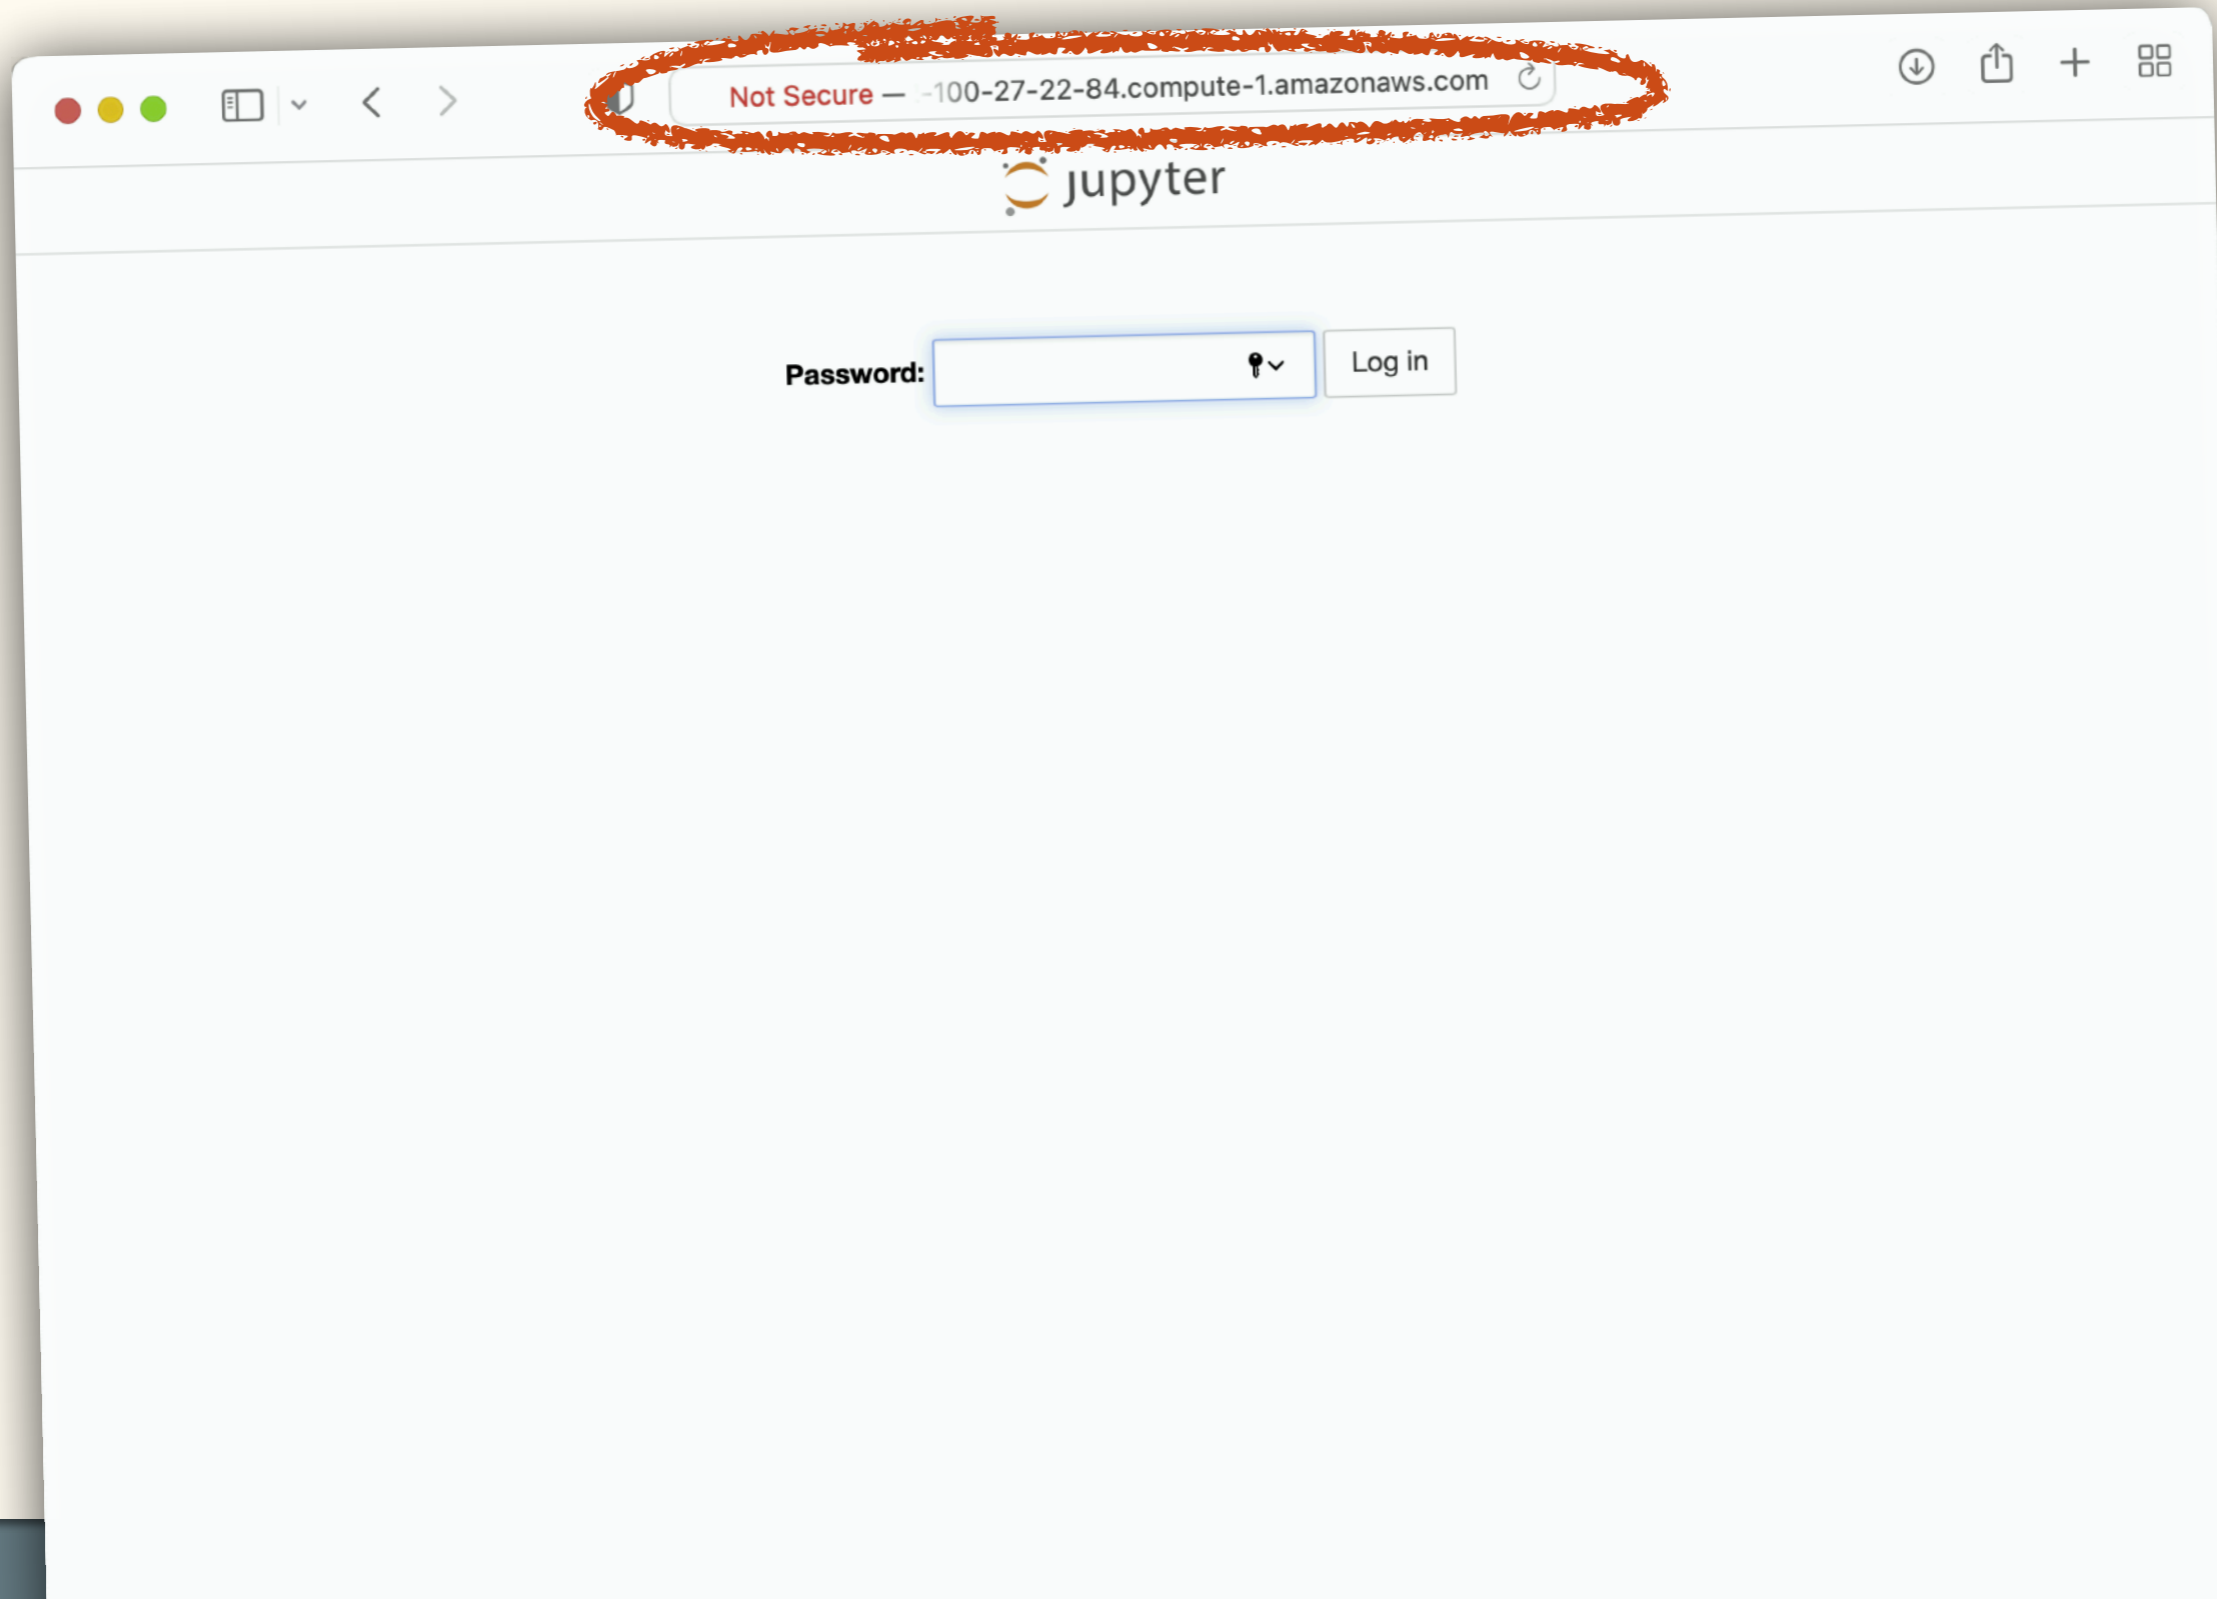 Not Secure — -100-27-22-84.compute-1.amazonaws.com
jupyter
Password:
Log in